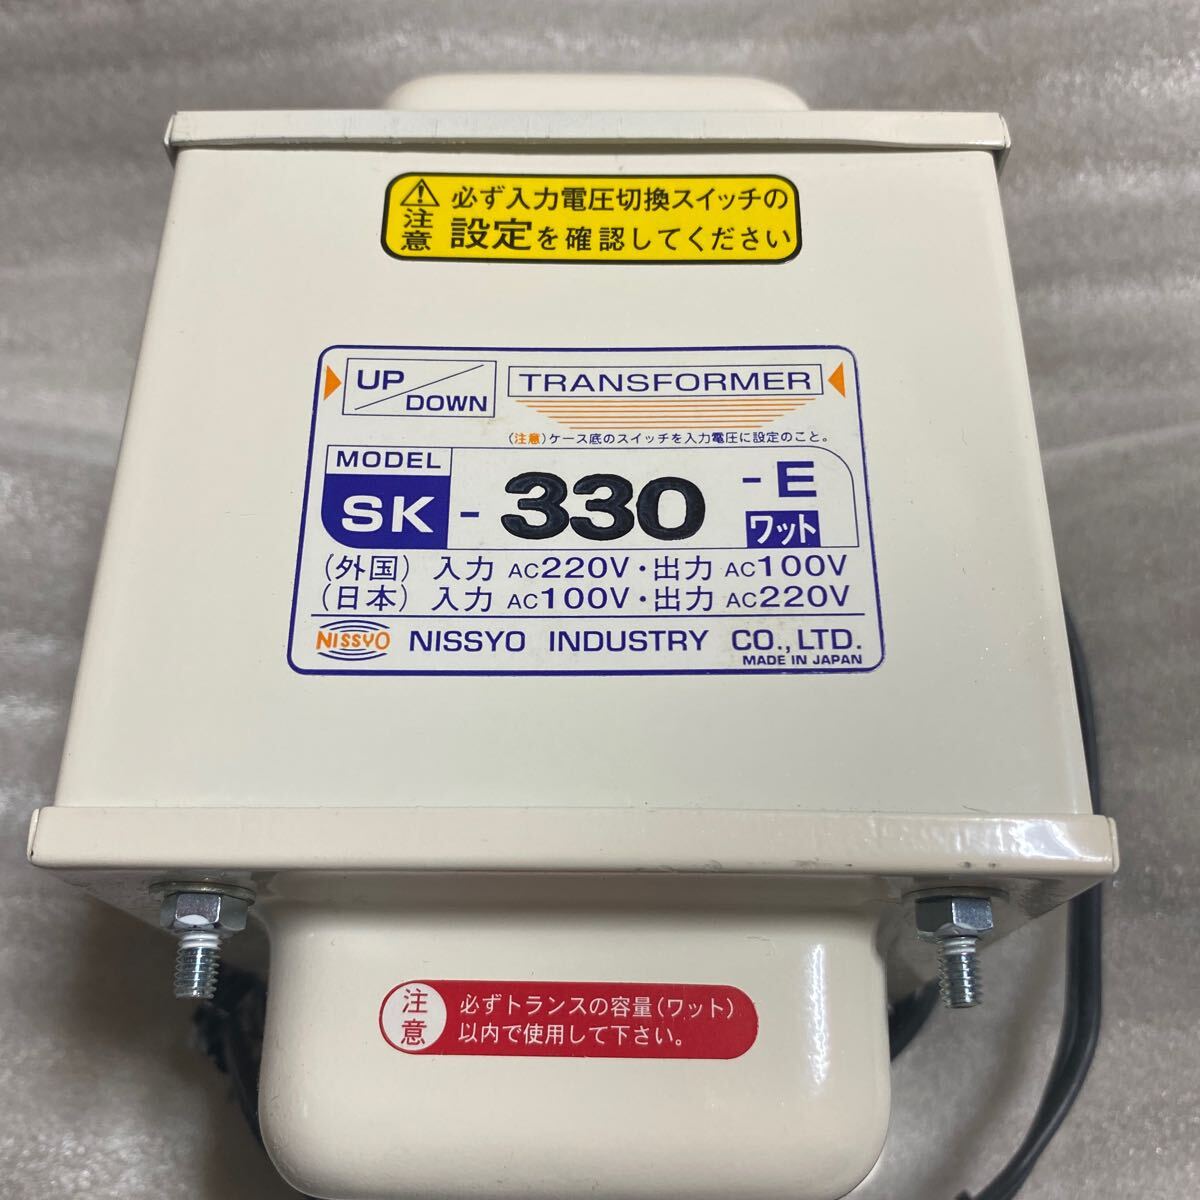 注意
必ず入力電圧切換スイッチの
設定を確認してください
UP/DOWN
TRANSFORMER
(注意)ケース底のスイッチを入力電圧に設定のこと。
MODEL
SK-330-E
ワット
(外国) 入力 AC220V・出力 AC100V
(日本) 入力 AC100V・出力 AC220V
NISSYO NISSYO INDUSTRY CO.,LTD.
MADE IN JAPAN
注意
必ずトランスの容量(ワット)
以内で使用して下さい。